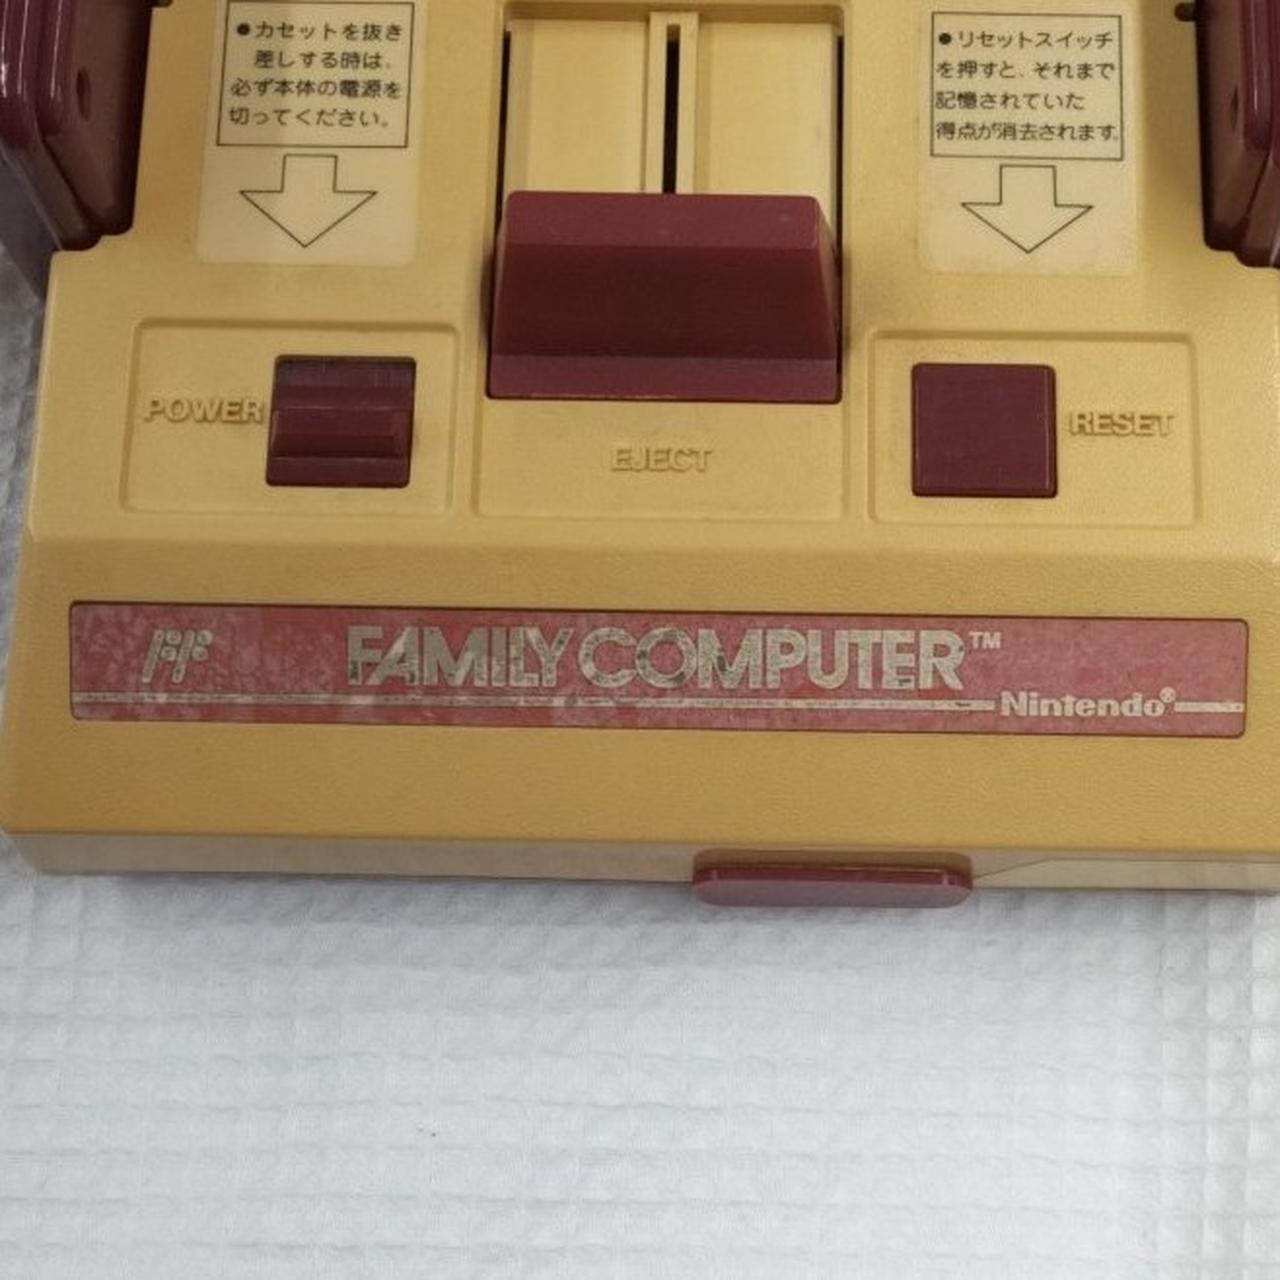 ●カセットを抜き
差しする時は、
必ず本体の電源を
切ってください。
●リセットスイッチ
を押すと、それまで
記憶されていた
得点が消去されます。
POWER
EJECT
RESET
FAMILY COMPUTER™
Nintendo®